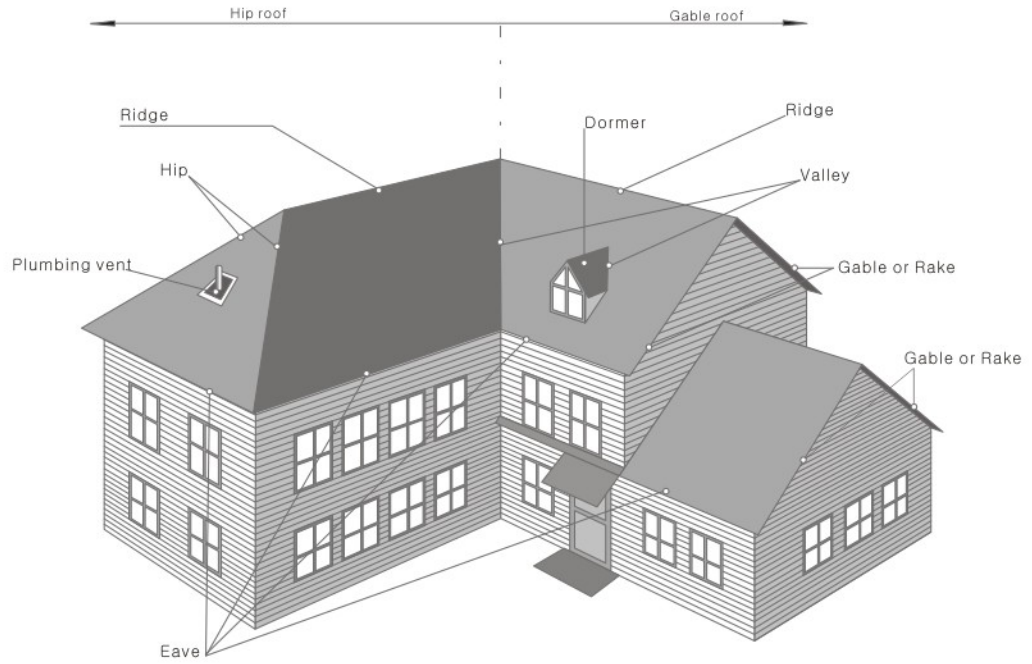 Hip roof
Gable roof
Ridge
Dormer
Ridge
Hip
Valley
Plumbing vent
Gable or Rake
Gable or Rake
Eave